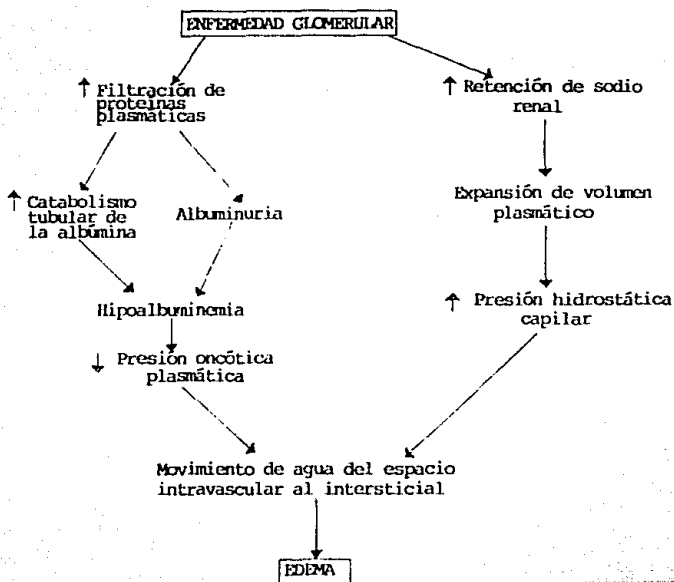 ENFERMEDAD GLOMERULAR
↑ Filtración de
proteínas
plasmáticas
↑ Retención de sodio
renal
↑ Catabolismo
tubular de
la albúmina
Albuminuria
Expansión de volumen
plasmático
Hipoalbuminemia
↑ Presión hidrostática
capilar
↓ Presión oncótica
plasmática
Movimiento de agua del espacio
intravascular al intersticial
EDEMA